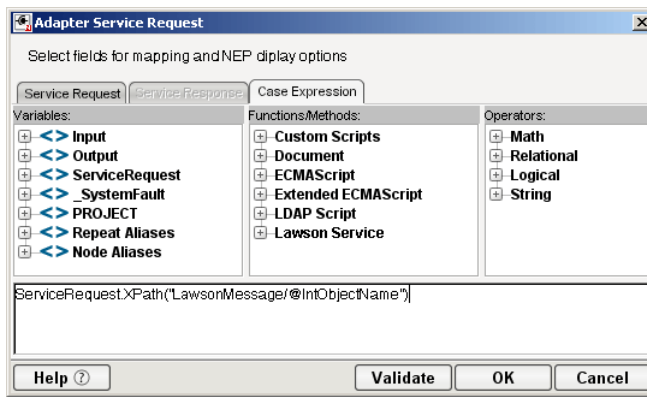 Adapter Service Request
Select fields for mapping and NEP diplay options
Service Request Service Response Case Expression
Variables: Functions/Methods: Operators:
<> Input
<> Output
<> ServiceRequest
<> _SystemFault
<> PROJECT
<> Repeat Aliases
<> Node Aliases
Custom Scripts
Document
ECMAScript
Extended ECMAScript
LDAP Script
Lawson Service
Math
Relational
Logical
String
ServiceRequest.XPath("LawsonMessage/@IntObjectName")
Help ? Validate OK Cancel